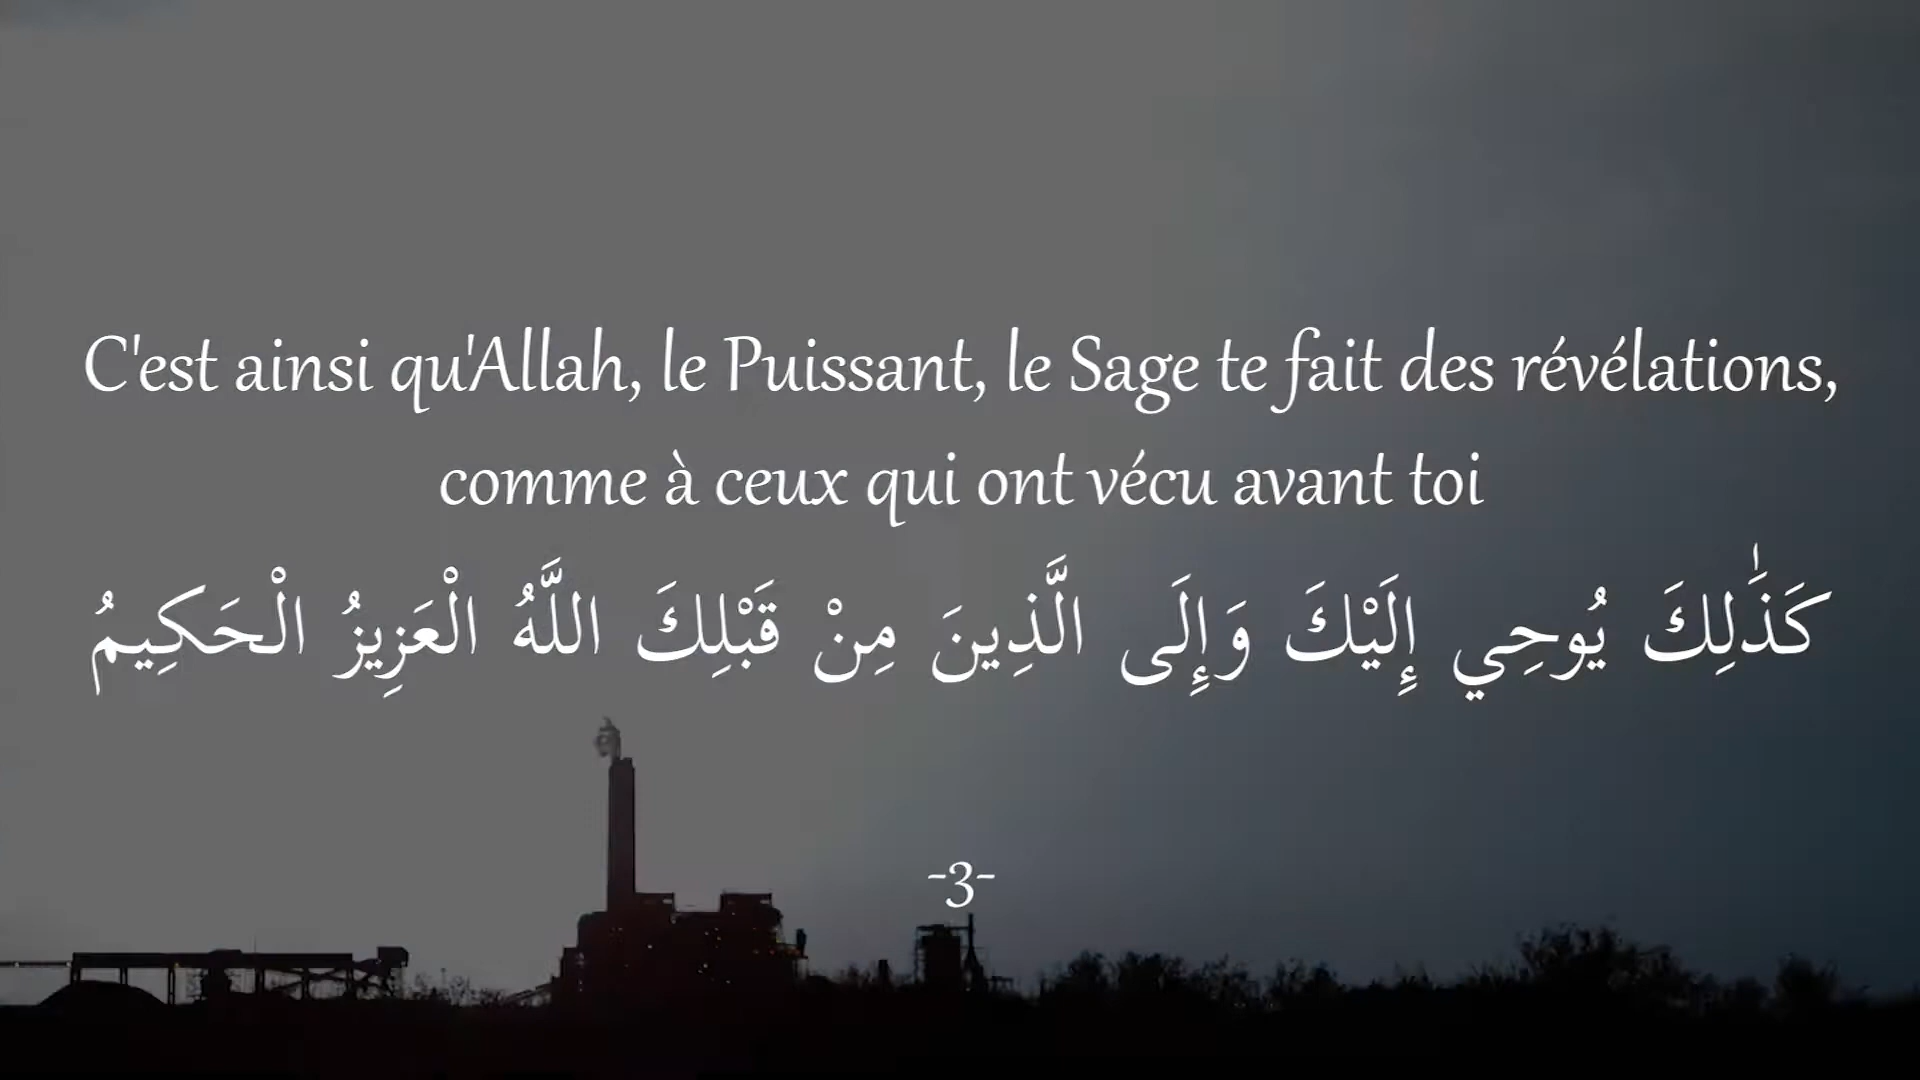 C'est ainsi qu'Allah, le Puissant, le Sage te fait des révélations,
comme à ceux qui ont vécu avant toi
كَذَٰلِكَ يُوحِي إِلَيْكَ وَإِلَى الَّذِينَ مِنْ قَبْلِكَ اللَّهُ الْعَزِيزُ الْحَكِيمُ
-3-